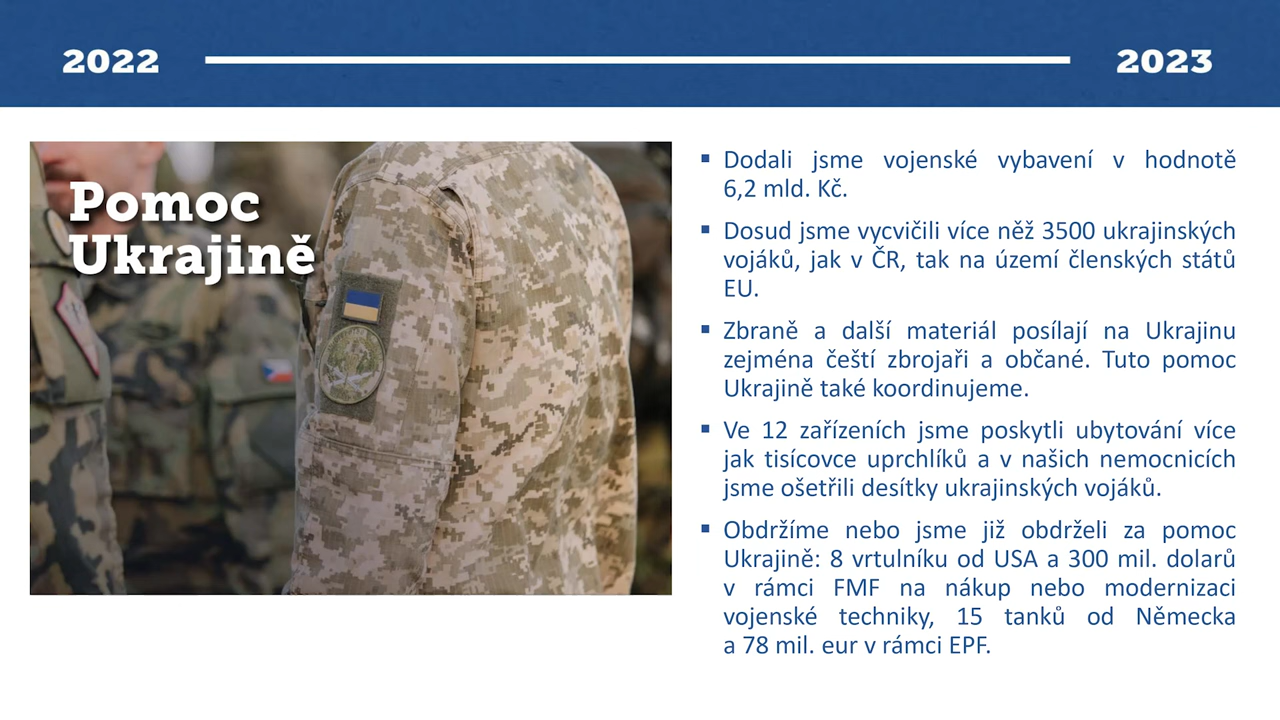 2022
2023
Pomoc
Ukrajině
▪ Dodali jsme vojenské vybavení v hodnotě
6,2 mld. Kč.
▪ Dosud jsme vycvičili více něž 3500 ukrajinských
vojáků, jak v ČR, tak na území členských států
EU.
▪ Zbraně a další materiál posílají na Ukrajinu
zejména čeští zbrojaři a občané. Tuto pomoc
Ukrajině také koordinujeme.
▪ Ve 12 zařízeních jsme poskytli ubytování více
jak tisícovce uprchlíků a v našich nemocnicích
jsme ošetřili desítky ukrajinských vojáků.
▪ Obdržíme nebo jsme již obdrželi za pomoc
Ukrajině: 8 vrtulníku od USA a 300 mil. dolarů
v rámci FMF na nákup nebo modernizaci
vojenské techniky, 15 tanků od Německa
a 78 mil. eur v rámci EPF.